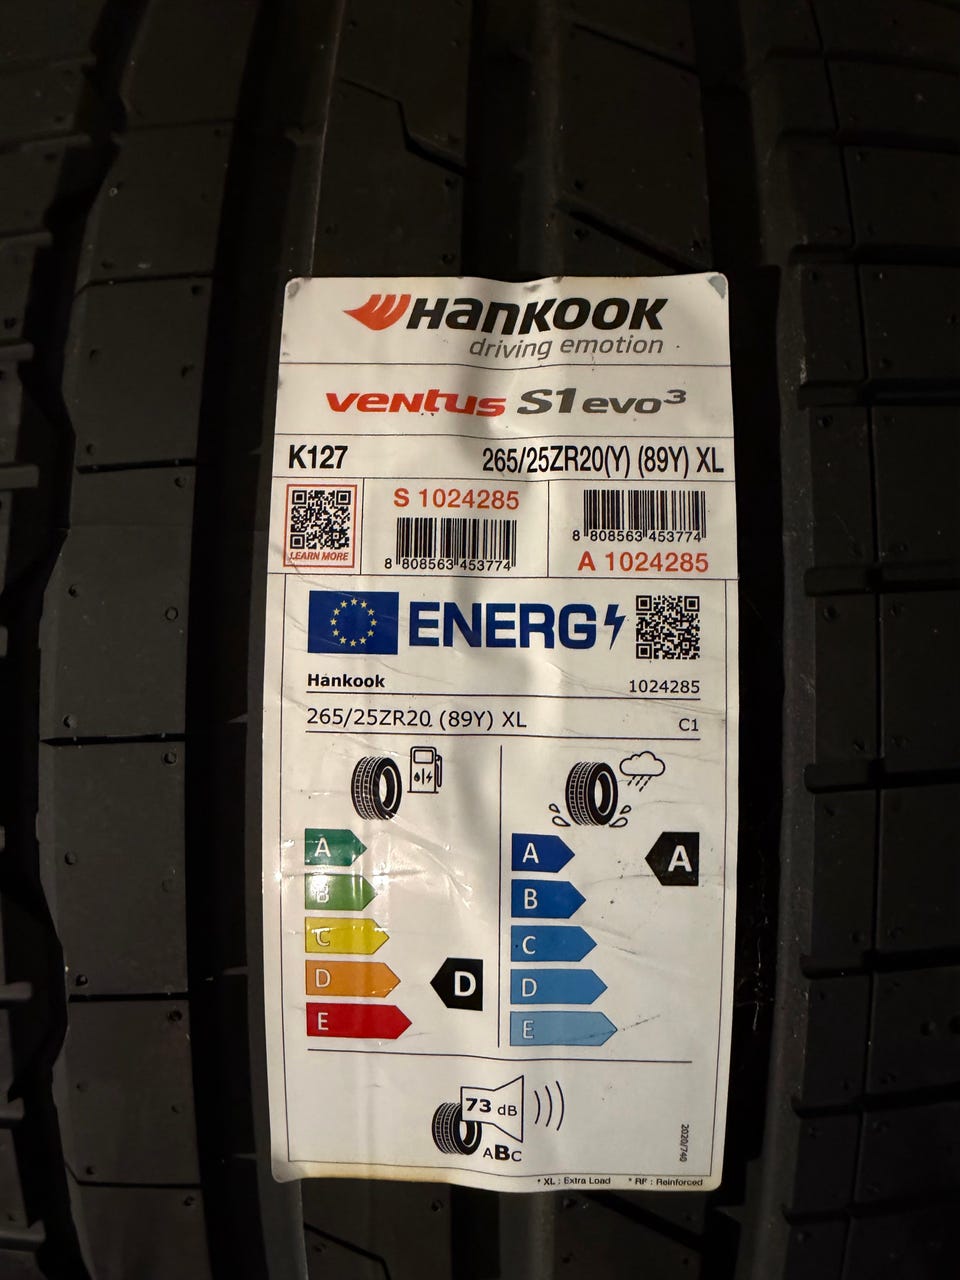 HANKOOK
driving emotion
ventus S1 evo³
K127 265/25ZR20(Y) (89Y) XL
LEARN MORE
S 1024285
8 808563 453774
8 808563 453774
A 1024285
ENERG
Hankook 1024285
265/25ZR20 (89Y) XL C1
A A A
B B
C C
D D D
E E
73 dB
ABC
2020/740
* XL : Extra Load * RF : Reinforced